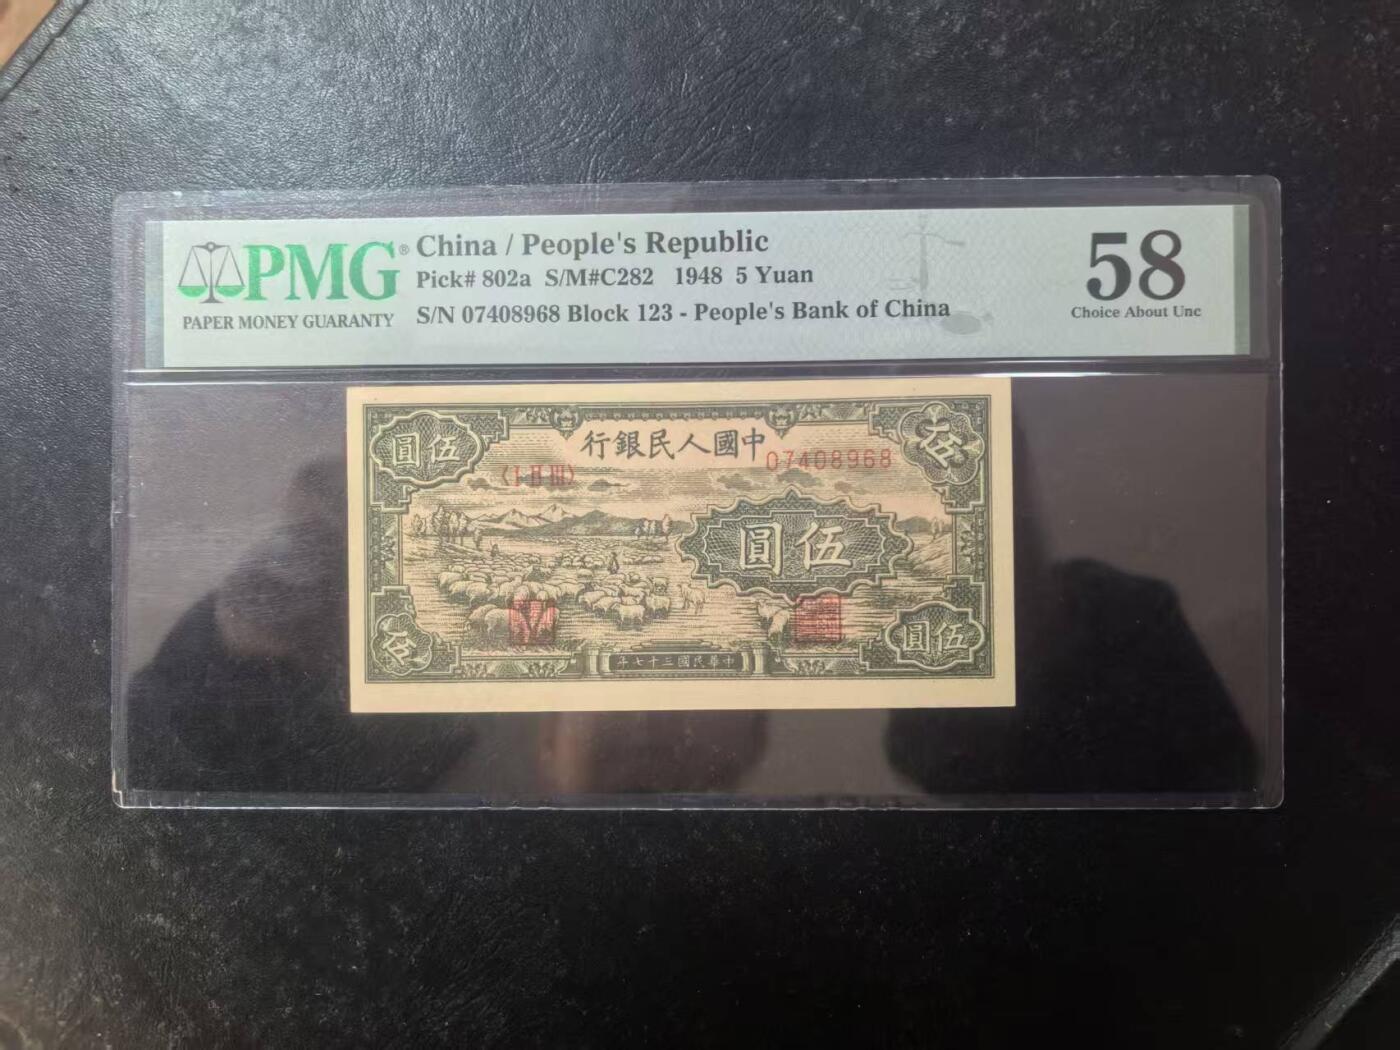 PMG®
PAPER MONEY GUARANTY
China / People's Republic
Pick# 802a S/M#C282 1948 5 Yuan
S/N 07408968 Block 123 - People's Bank of China
58
Choice About Unc
行銀民人國中
圓伍
伍
〈I II III〉
07408968
圓伍
伍
圓伍
年七十三國民華中